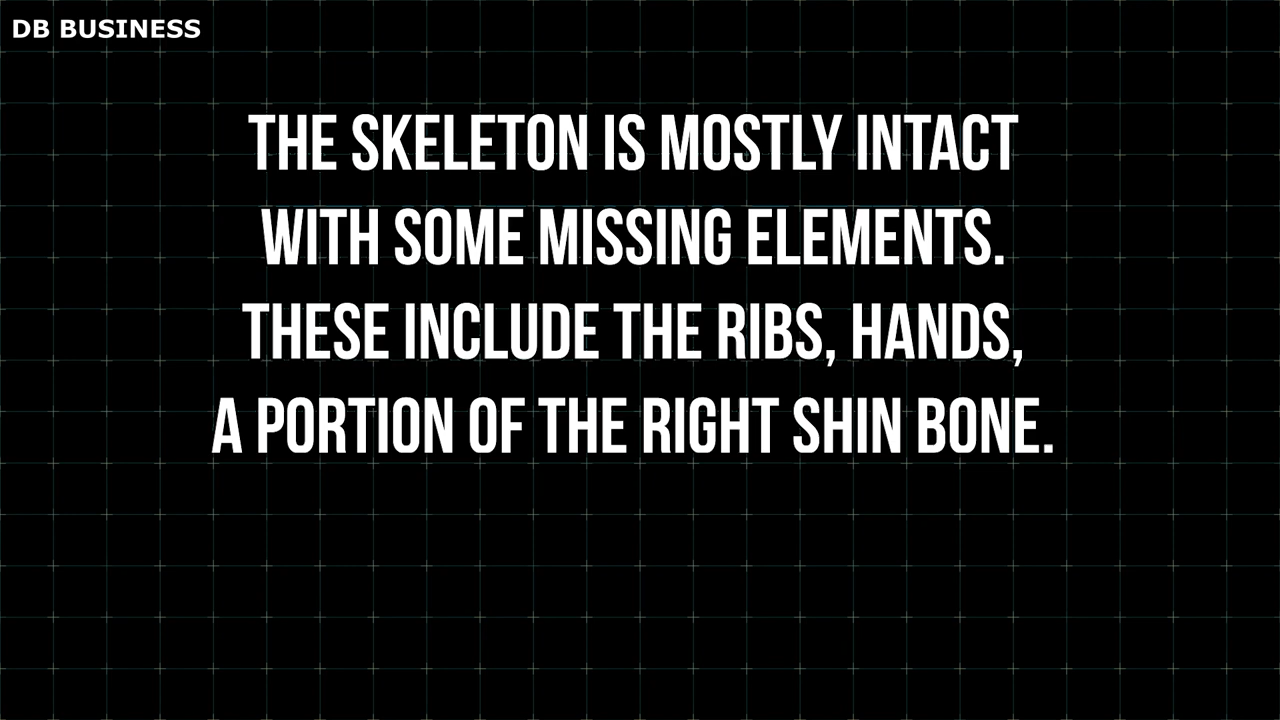 DB BUSINESS
THE SKELETON IS MOSTLY INTACT
WITH SOME MISSING ELEMENTS.
THESE INCLUDE THE RIBS, HANDS,
A PORTION OF THE RIGHT SHIN BONE.